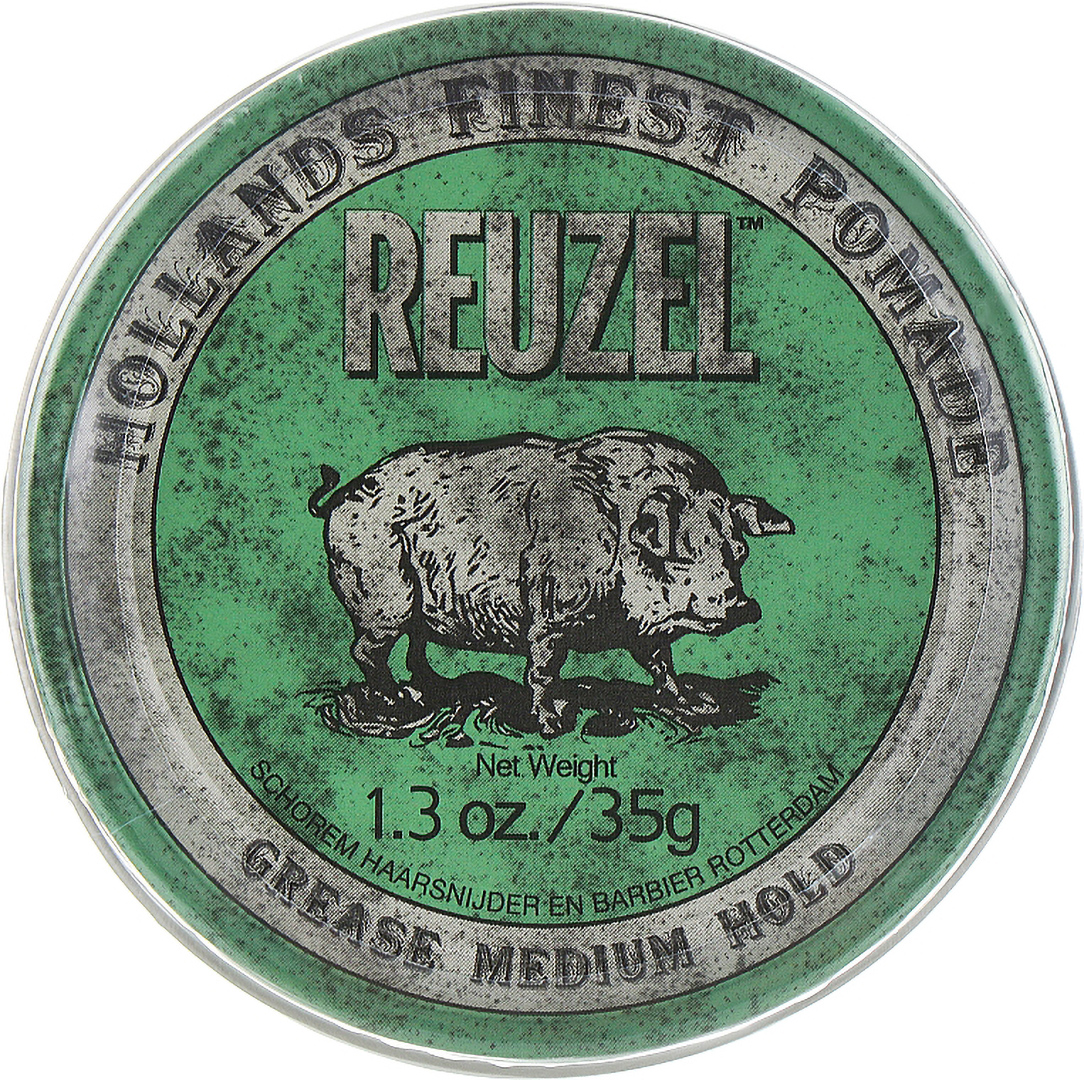 HOLLANDS FINEST POMADE
REUZEL™
Net Weight
1.3 oz./35g
SCHOREM HAARSNIJDER EN BARBIER ROTTERDAM
GREASE MEDIUM HOLD